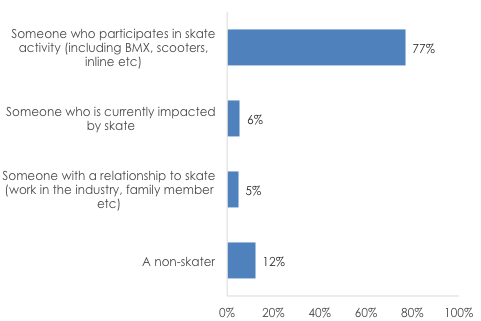 Someone who participates in skate
activity (including BMX, scooters,
inline etc)
77%
Someone who is currently impacted
by skate
6%
Someone with a relationship to skate
(work in the industry, family member
etc)
5%
A non-skater
12%
0%
20%
40%
60%
80%
100%